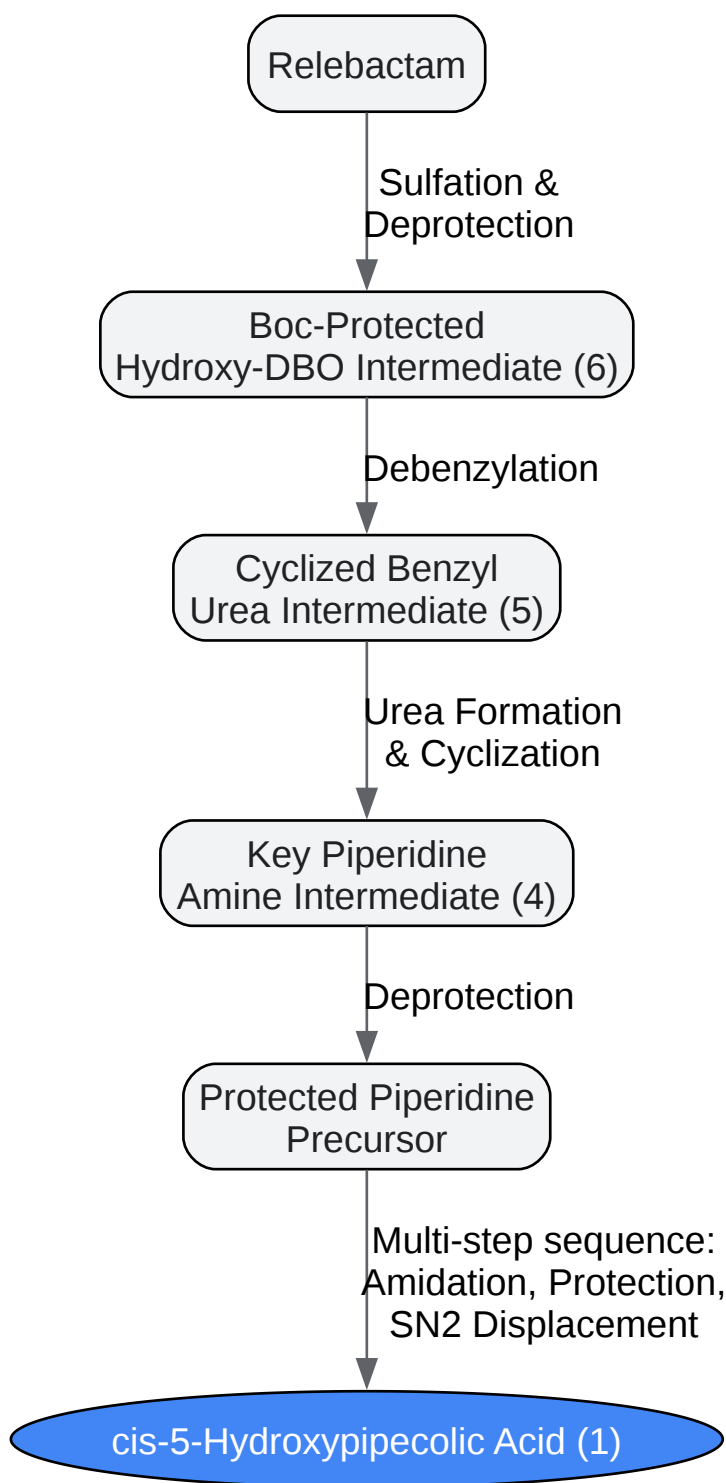 Relebactam
Sulfation &
Deprotection
Boc-Protected
Hydroxy-DBO Intermediate (6)
Debenzylation
Cyclized Benzyl
Urea Intermediate (5)
Urea Formation
& Cyclization
Key Piperidine
Amine Intermediate (4)
Deprotection
Protected Piperidine
Precursor
Multi-step sequence:
Amidation, Protection,
SN2 Displacement
cis-5-Hydroxypipecolic Acid (1)